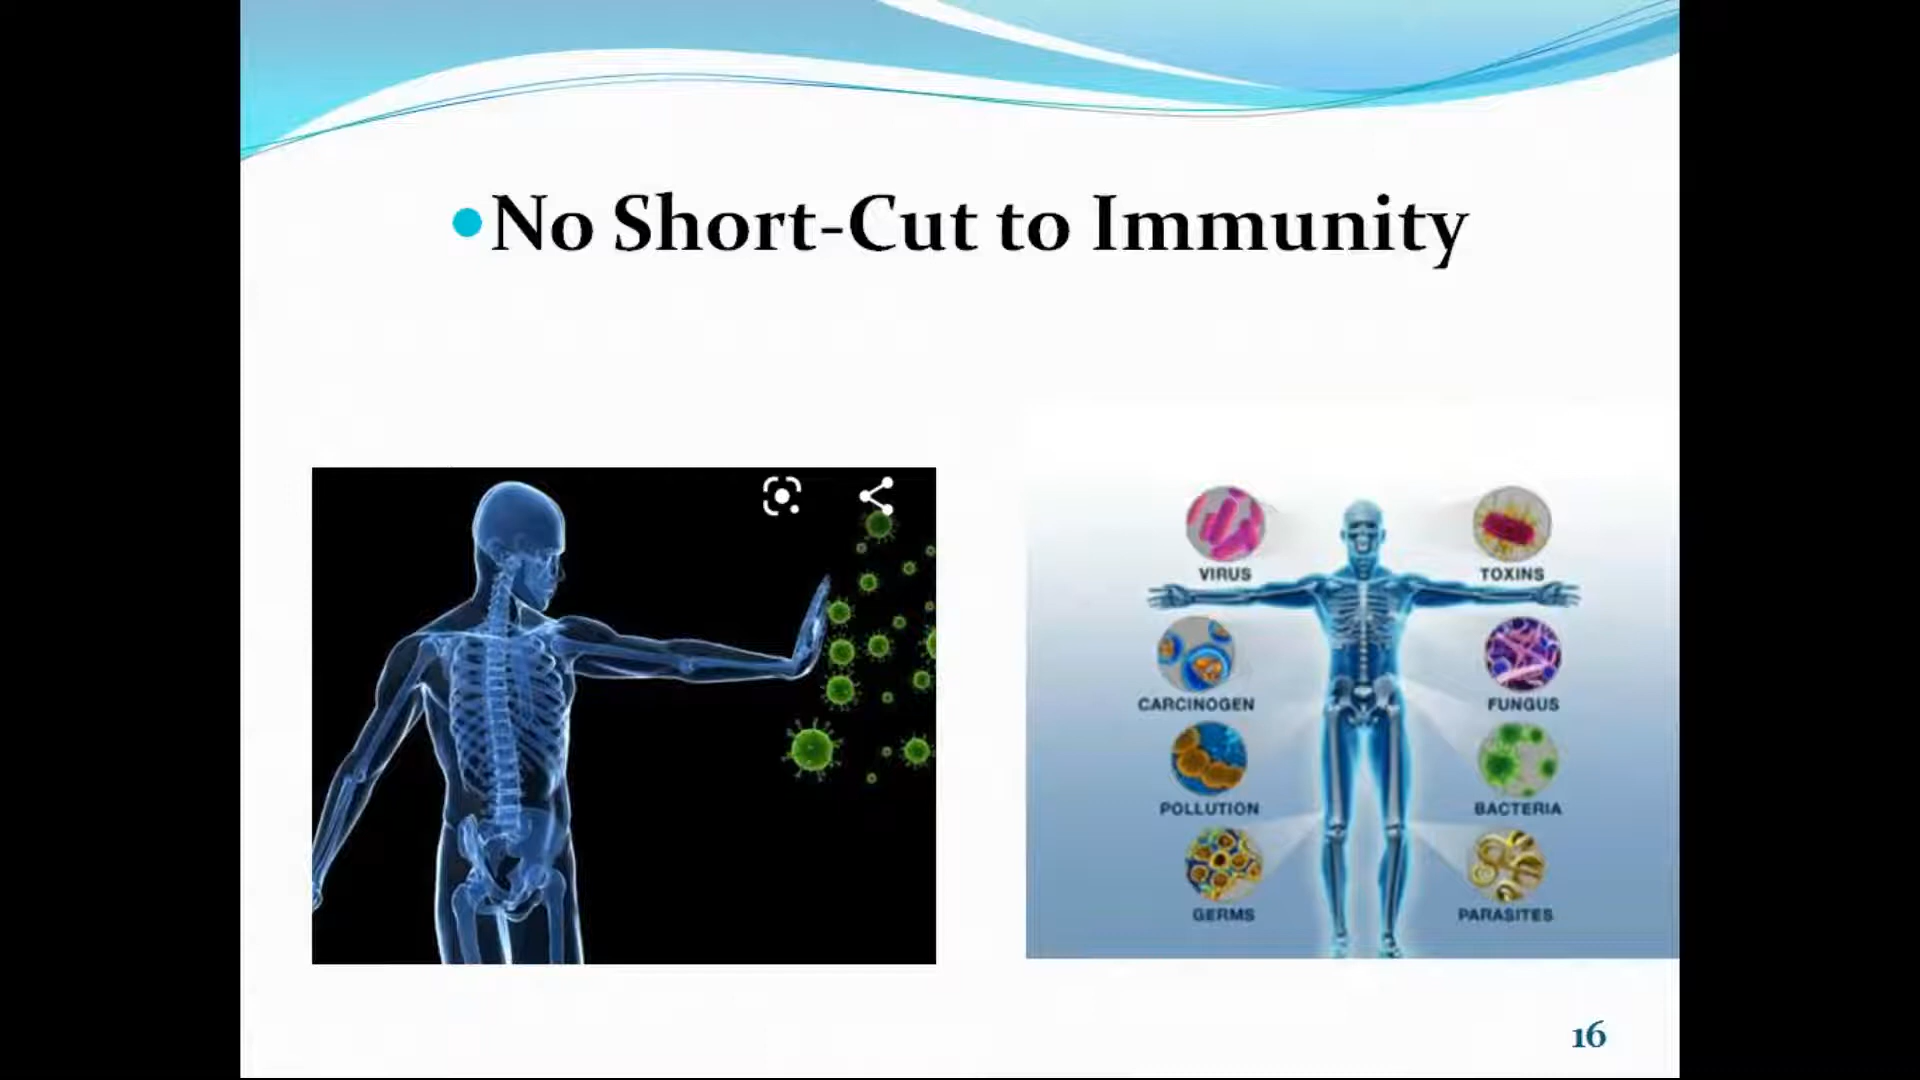 No Short-Cut to Immunity
VIRUS
TOXINS
CARCINOGEN
FUNGUS
POLLUTION
BACTERIA
GERMS
PARASITES
16